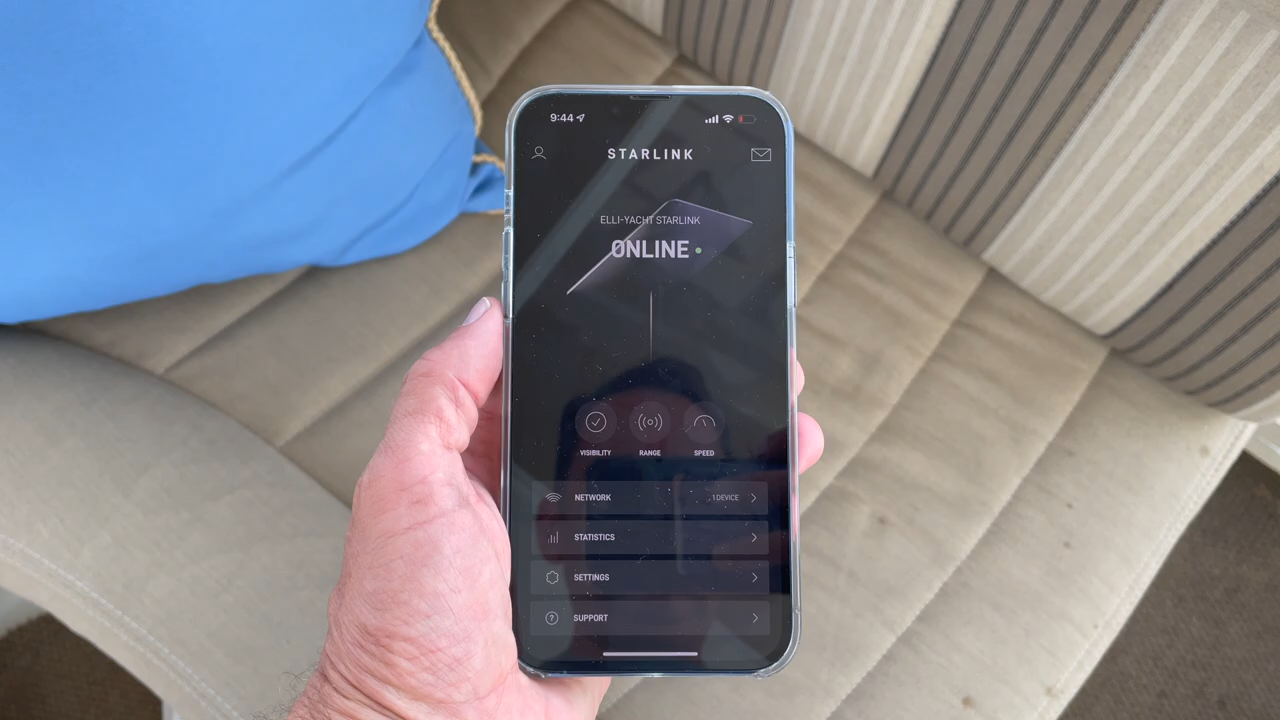 9:44
STARLINK
ELLI-YACHT STARLINK
ONLINE
VISIBILITY RANGE SPEED
NETWORK 1 DEVICE
STATISTICS
SETTINGS
SUPPORT